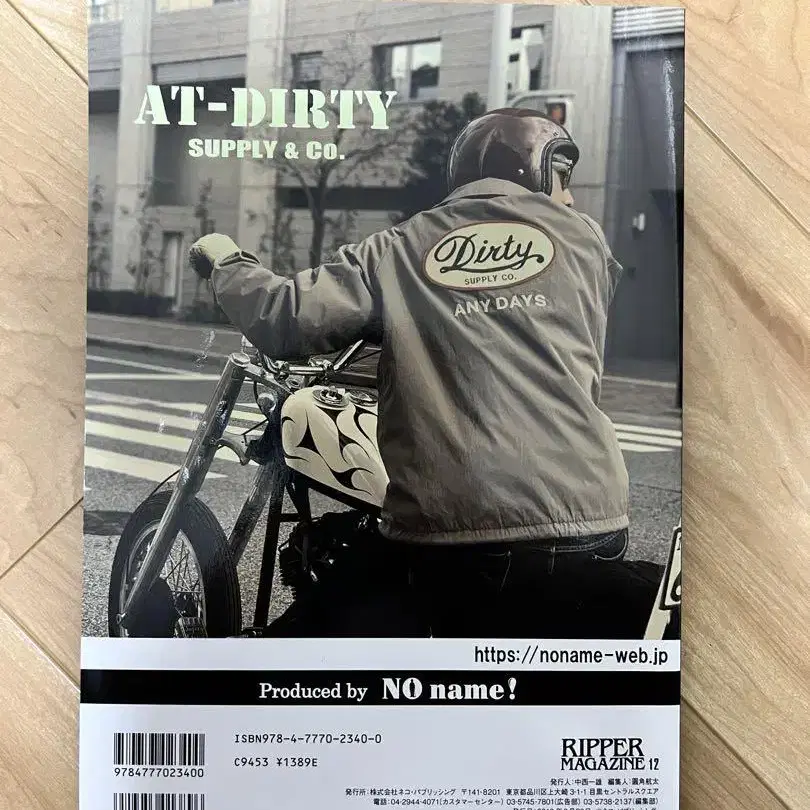 AT-DIRTY
SUPPLY & Co.
Dirty
SUPPLY CO.
ANY DAYS
https://noname-web.jp
Produced by NO name!
ISBN978-4-7770-2340-0
C9453 ¥1389E
9784777023400
RIPPER
MAGAZINE 12
発行人：中西一雄 編集人：圓角航太
発行所：株式会社ネコ・パブリッシング 〒141-8201 東京都品川区上大崎3-1-1 目黒セントラルスクエア
電話：04-2944-4071(カスタマーセンター) 03-5745-7801(広告部) 03-5738-2137(編集部)